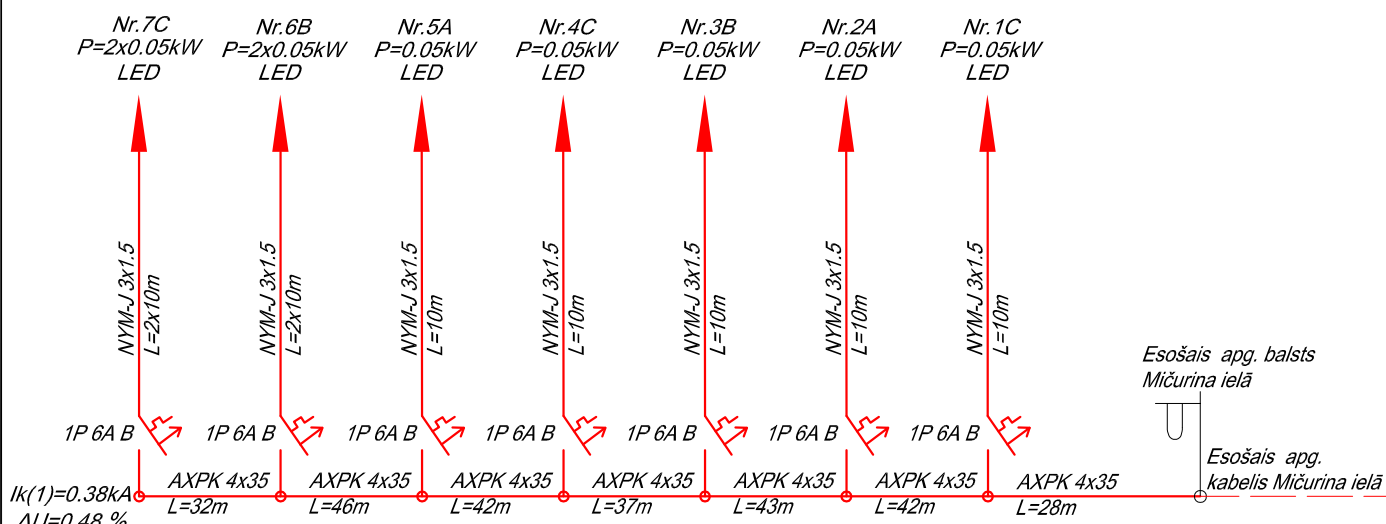 Nr.7C
P=2x0.05kW
LED
Nr.6B
P=2x0.05kW
LED
Nr.5A
P=0.05kW
LED
Nr.4C
P=0.05kW
LED
Nr.3B
P=0.05kW
LED
Nr.2A
P=0.05kW
LED
Nr.1C
P=0.05kW
LED
NYM-J 3x1.5
L=2x10m
NYM-J 3x1.5
L=2x10m
NYM-J 3x1.5
L=10m
NYM-J 3x1.5
L=10m
NYM-J 3x1.5
L=10m
NYM-J 3x1.5
L=10m
NYM-J 3x1.5
L=10m
Esošais apg. balsts
Mičurina ielā
1P 6A B
1P 6A B
1P 6A B
1P 6A B
1P 6A B
1P 6A B
1P 6A B
Esošais apg.
kabelis Mičurina ielā
AXPK 4x35
L=32m
AXPK 4x35
L=46m
AXPK 4x35
L=42m
AXPK 4x35
L=37m
AXPK 4x35
L=43m
AXPK 4x35
L=42m
AXPK 4x35
L=28m
Ik(1)=0.38kA
ΔU=0.48 %